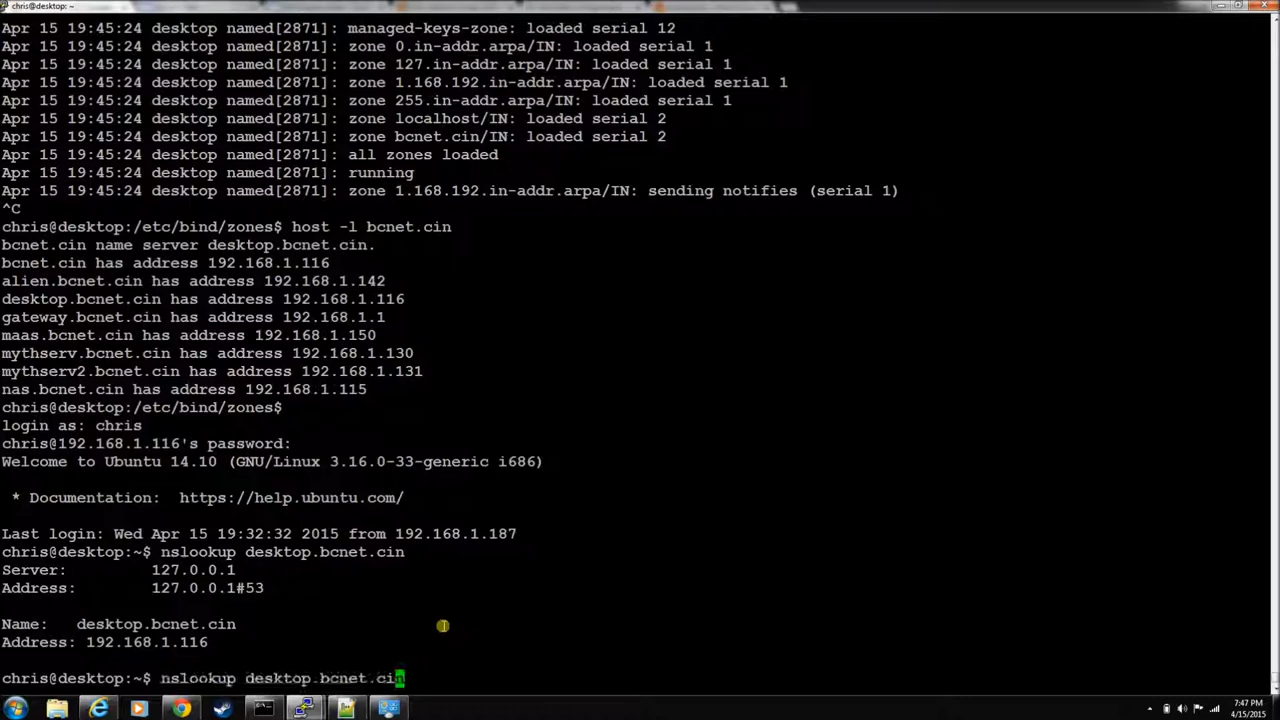 chris@desktop: ~
Apr 15 19:45:24 desktop named[2871]: managed-keys-zone: loaded serial 12
Apr 15 19:45:24 desktop named[2871]: zone 0.in-addr.arpa/IN: loaded serial 1
Apr 15 19:45:24 desktop named[2871]: zone 127.in-addr.arpa/IN: loaded serial 1
Apr 15 19:45:24 desktop named[2871]: zone 1.168.192.in-addr.arpa/IN: loaded serial 1
Apr 15 19:45:24 desktop named[2871]: zone 255.in-addr.arpa/IN: loaded serial 1
Apr 15 19:45:24 desktop named[2871]: zone localhost/IN: loaded serial 2
Apr 15 19:45:24 desktop named[2871]: zone bcnet.cin/IN: loaded serial 2
Apr 15 19:45:24 desktop named[2871]: all zones loaded
Apr 15 19:45:24 desktop named[2871]: running
Apr 15 19:45:24 desktop named[2871]: zone 1.168.192.in-addr.arpa/IN: sending notifies (serial 1)
^C
chris@desktop:/etc/bind/zones$ host -l bcnet.cin
bcnet.cin name server desktop.bcnet.cin.
bcnet.cin has address 192.168.1.116
alien.bcnet.cin has address 192.168.1.142
desktop.bcnet.cin has address 192.168.1.116
gateway.bcnet.cin has address 192.168.1.1
maas.bcnet.cin has address 192.168.1.150
mythserv.bcnet.cin has address 192.168.1.130
mythserv2.bcnet.cin has address 192.168.1.131
nas.bcnet.cin has address 192.168.1.115
chris@desktop:/etc/bind/zones$
login as: chris
chris@192.168.1.116's password:
Welcome to Ubuntu 14.10 (GNU/Linux 3.16.0-33-generic i686)
* Documentation:  https://help.ubuntu.com/
Last login: Wed Apr 15 19:32:32 2015 from 192.168.1.187
chris@desktop:~$ nslookup desktop.bcnet.cin
Server:         127.0.0.1
Address:        127.0.0.1#53
Name:   desktop.bcnet.cin
Address: 192.168.1.116
chris@desktop:~$ nslookup desktop.bcnet.cin
7:47 PM
4/15/2015